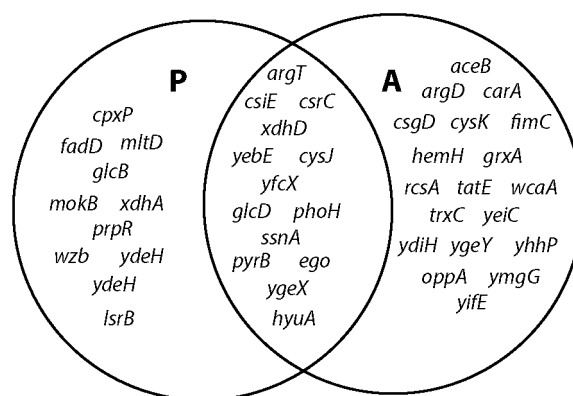 P
A
cpxP
fadD mltD
glcB
mokB xdhA
prpR
wzb ydeH
ydeH
lsrB
argT
csiE csrC
xdhD
yebE cysJ
yfcX
glcD phoH
ssnA
pyrB ego
ygeX
hyuA
aceB
argD carA
csgD cysK fimC
hemH grxA
rcsA tatE wcaA
trxC yeiC
ydiH ygeY yhhP
oppA ymgG
yifE